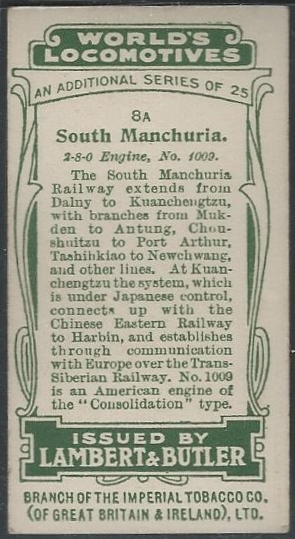 WORLD'S
LOCOMOTIVES
AN ADDITIONAL SERIES OF 25
8A
South Manchuria.
2-8-0 Engine, No. 1009.
The South Manchuria
Railway extends from
Dalny to Kuanchengtzu,
with branches from Muk-
den to Antung, Chou-
shuitzu to Port Arthur,
Tashihkiao to Newchwang,
and other lines. At Kuan-
chengtzu the system, which
is under Japanese control,
connects up with the
Chinese Eastern Railway
to Harbin, and establishes
through communication
with Europe over the Trans-
Siberian Railway. No. 1009
is an American engine of
the "Consolidation" type.
ISSUED BY
LAMBERT & BUTLER
BRANCH OF THE IMPERIAL TOBACCO CO.
(OF GREAT BRITAIN & IRELAND), LTD.